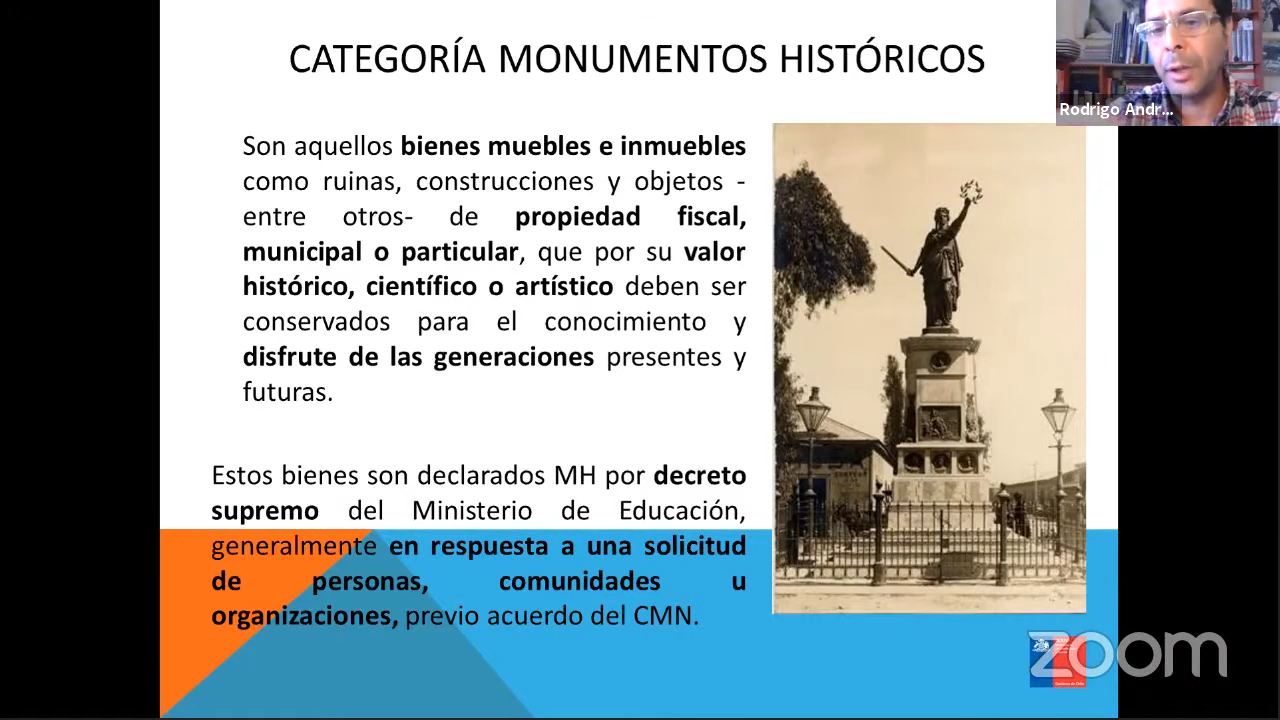 CATEGORÍA MONUMENTOS HISTÓRICOS
Rodrigo Andr...
Son aquellos bienes muebles e inmuebles
como ruinas, construcciones y objetos -
entre otros- de propiedad fiscal,
municipal o particular, que por su valor
histórico, científico o artístico deben ser
conservados para el conocimiento y
disfrute de las generaciones presentes y
futuras.
Estos bienes son declarados MH por decreto
supremo del Ministerio de Educación,
generalmente en respuesta a una solicitud
de personas, comunidades u
organizaciones, previo acuerdo del CMN.
zoom
Gobierno de Chile